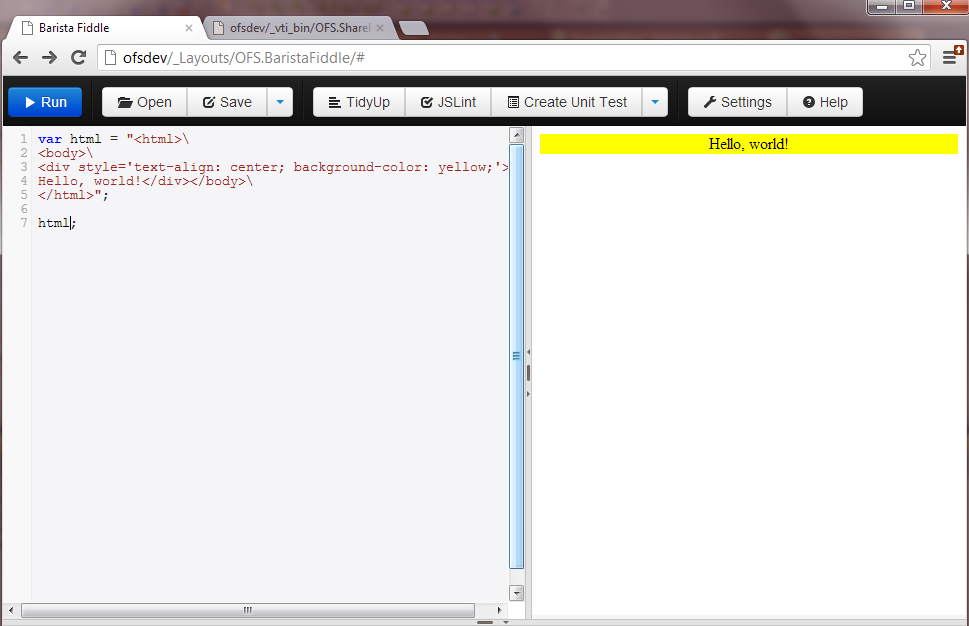 Barista Fiddle
ofsdev/_vti_bin/OFS.Share
ofsdev/_Layouts/OFS.BaristaFiddle/#
Run Open Save TidyUp JSLint Create Unit Test Settings Help
1 var html = "<html>\
2 <body>\
3 <div style='text-align: center; background-color: yellow;'>
4 Hello, world!</div></body>\
5 </html>";
6
7 html;
Hello, world!